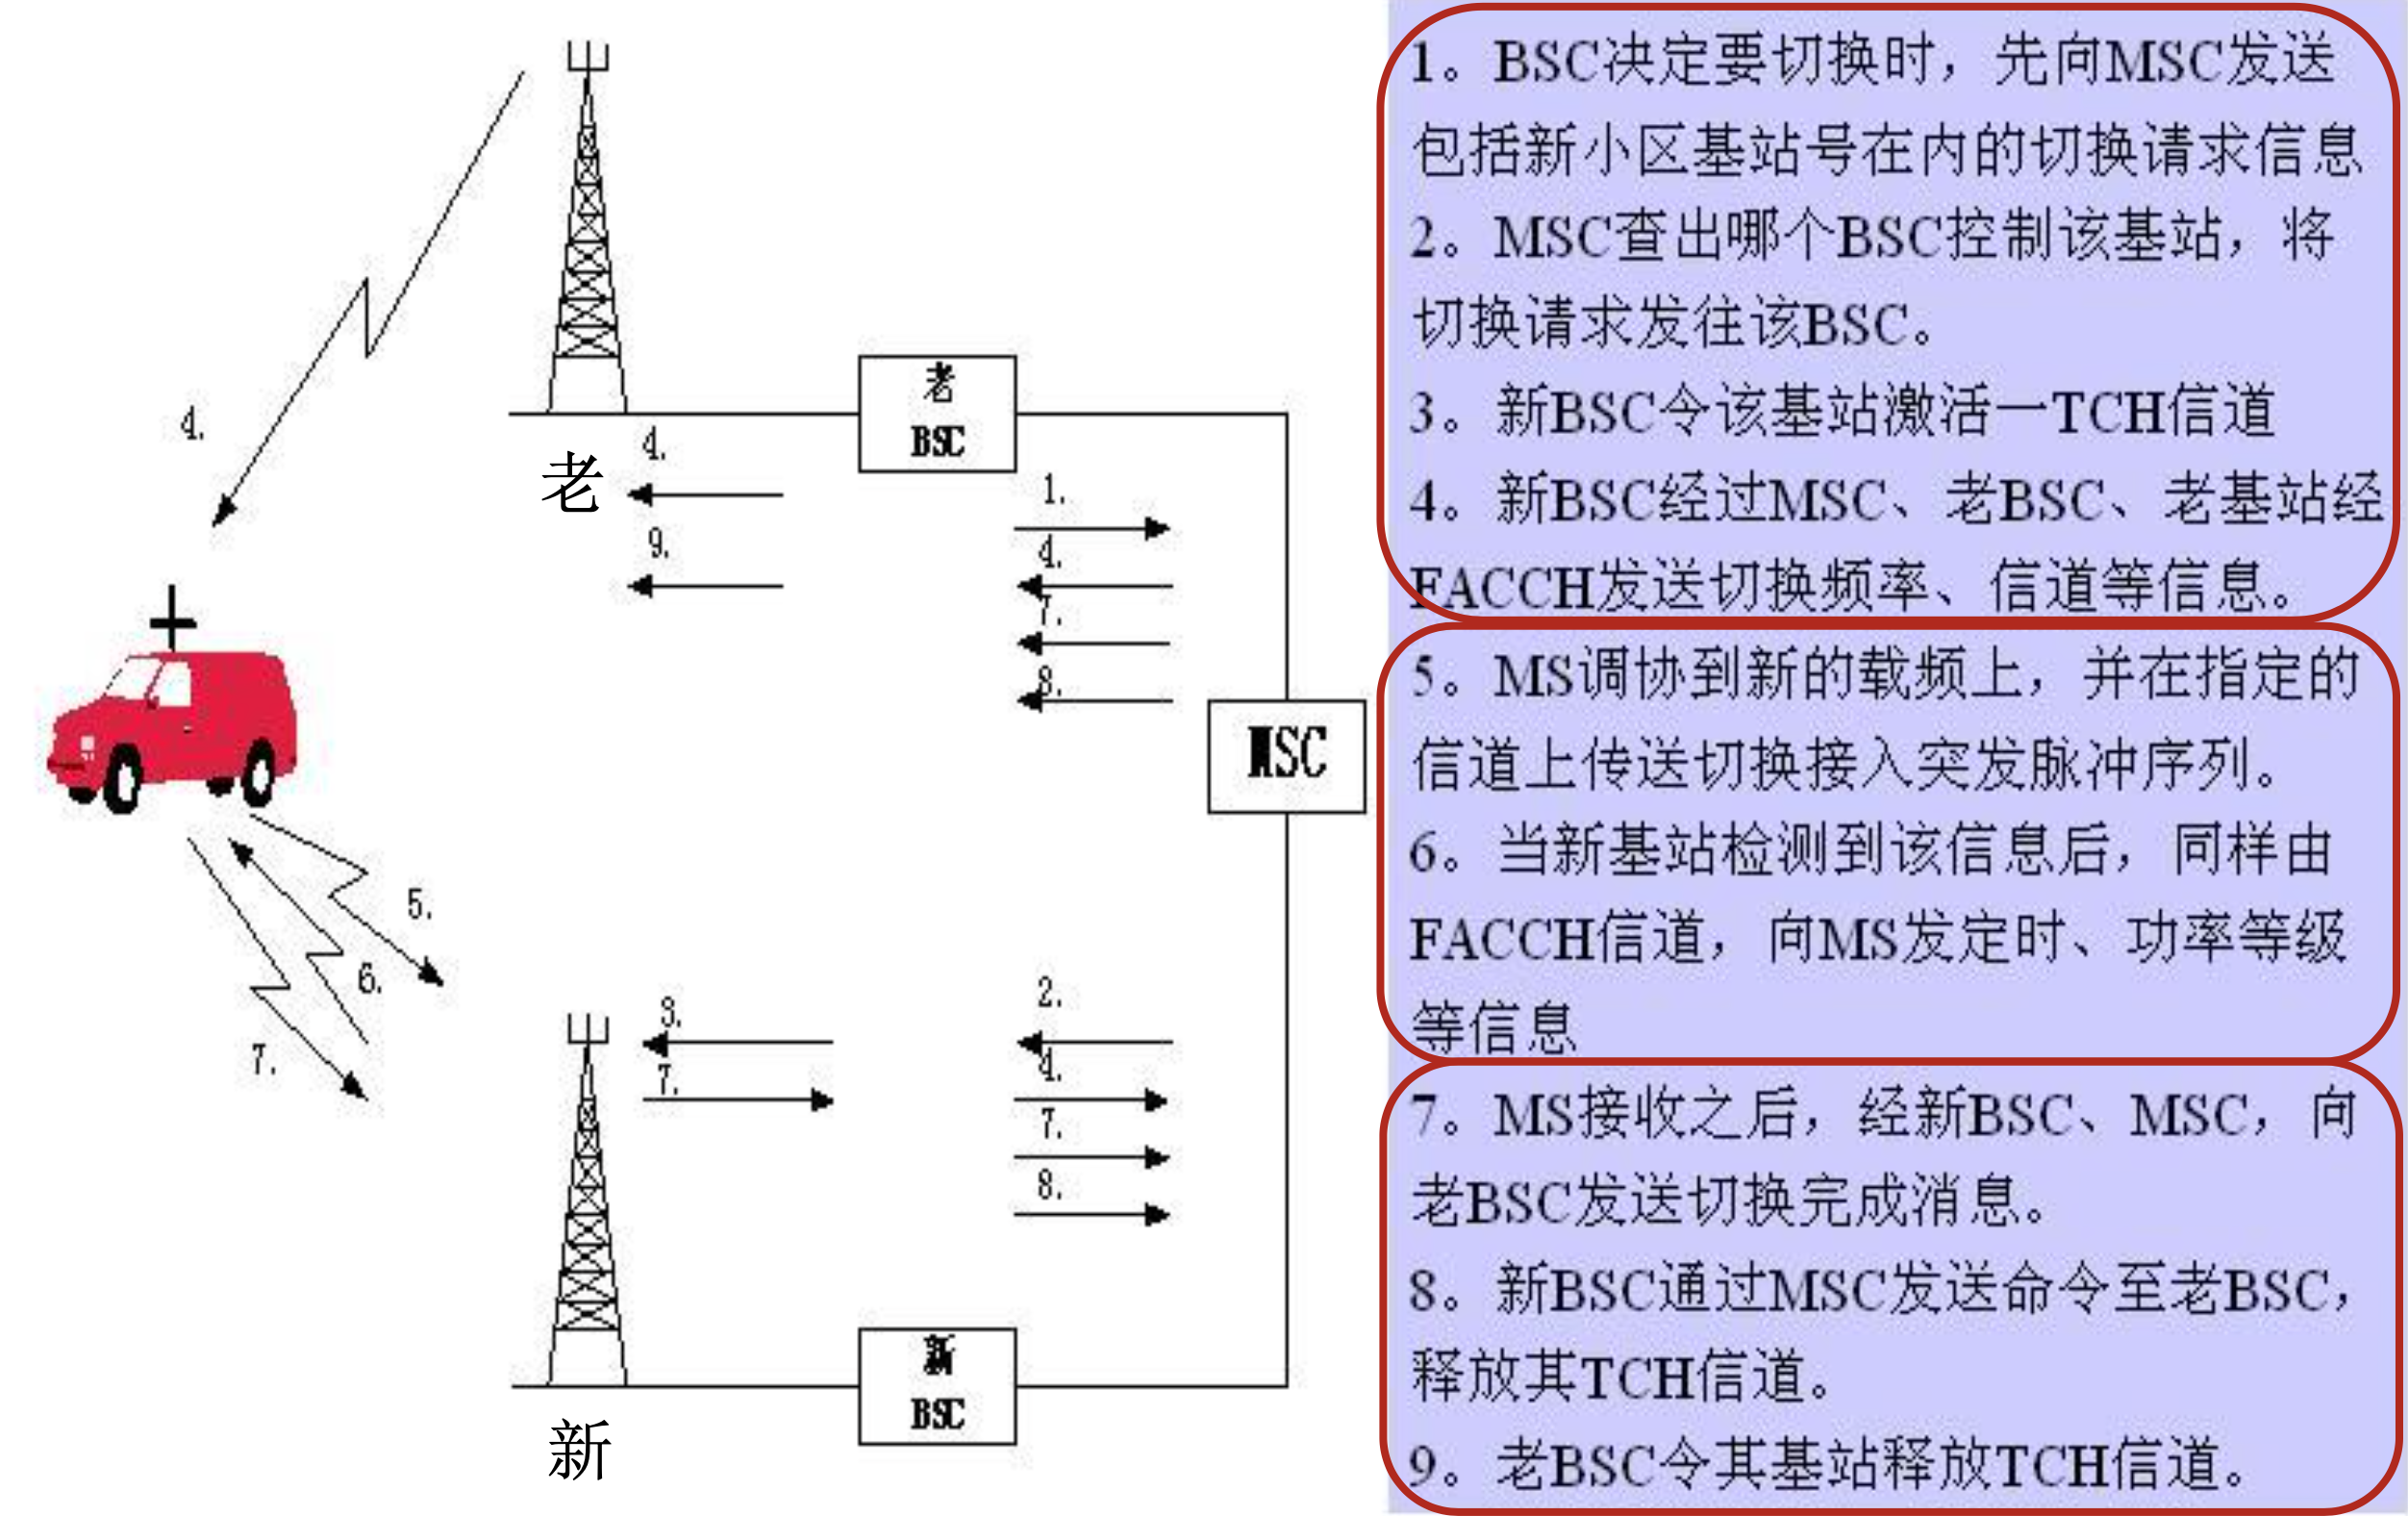 4.
老
BSC
4.
老
1.
9.
4.
7.
8.
MSC
5.
6.
7.
3.
7.
2.
4.
7.
8.
新
BSC
新
1。BSC决定要切换时，先向MSC发送
包括新小区基站号在内的切换请求信息
2。MSC查出哪个BSC控制该基站，将
切换请求发往该BSC。
3。新BSC令该基站激活一TCH信道
4。新BSC经过MSC、老BSC、老基站经
FACCH发送切换频率、信道等信息。
5。MS调协到新的载频上，并在指定的
信道上传送切换接入突发脉冲序列。
6。当新基站检测到该信息后，同样由
FACCH信道，向MS发定时、功率等级
等信息
7。MS接收之后，经新BSC、MSC，向
老BSC发送切换完成消息。
8。新BSC通过MSC发送命令至老BSC，
释放其TCH信道。
9。老BSC令其基站释放TCH信道。